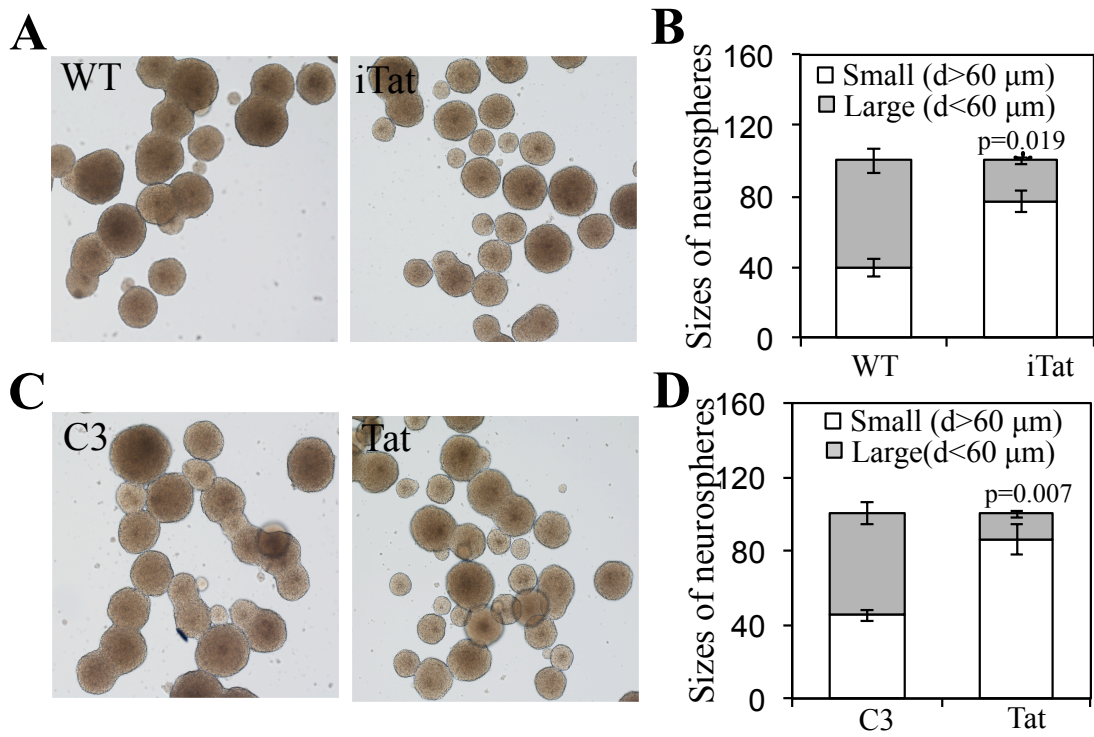 A
WT
iTat
B
Sizes of neurospheres
160
120
80
40
0
Small (d>60 μm)
Large (d<60 μm)
p=0.019
WT
iTat
C
C3
Tat
D
Sizes of neurospheres
160
120
80
40
0
Small (d>60 μm)
Large(d<60 μm)
p=0.007
C3
Tat